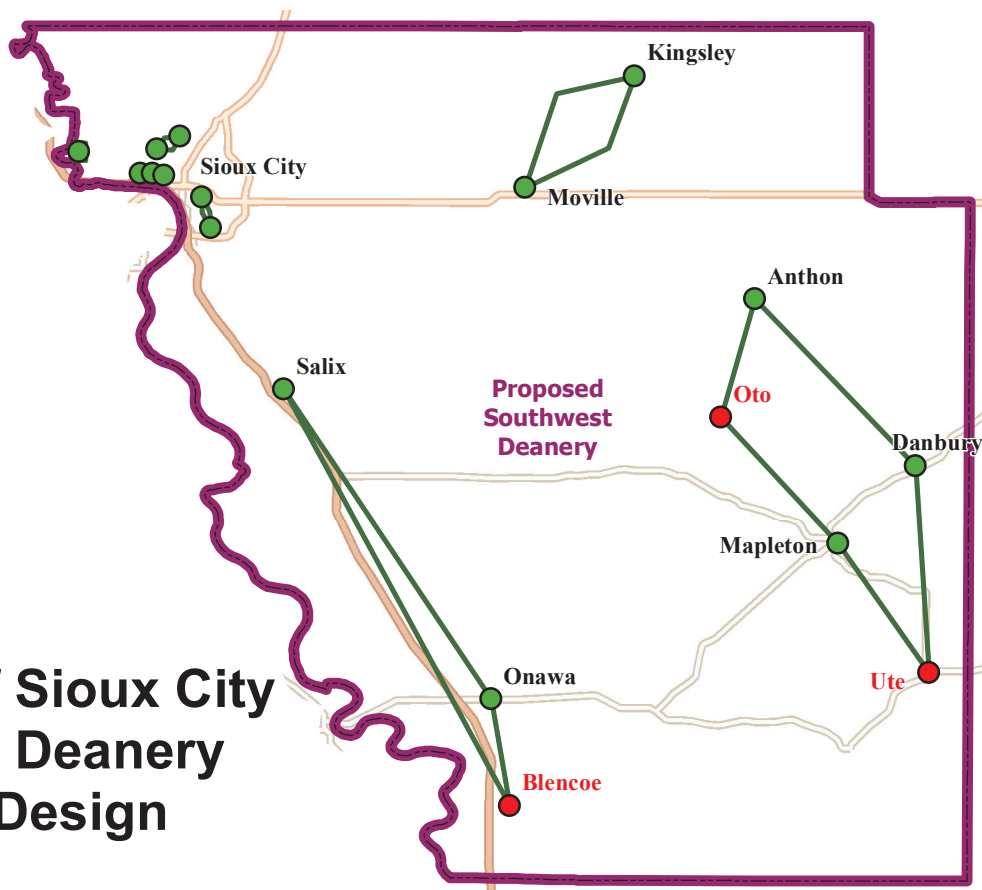 Kingsley
Sioux City
Moville
Anthon
Salix
Proposed
Southwest
Deanery
Oto
Danbury
Mapleton
Onawa
Ute
Blencoe
Sioux City
Deanery
Design